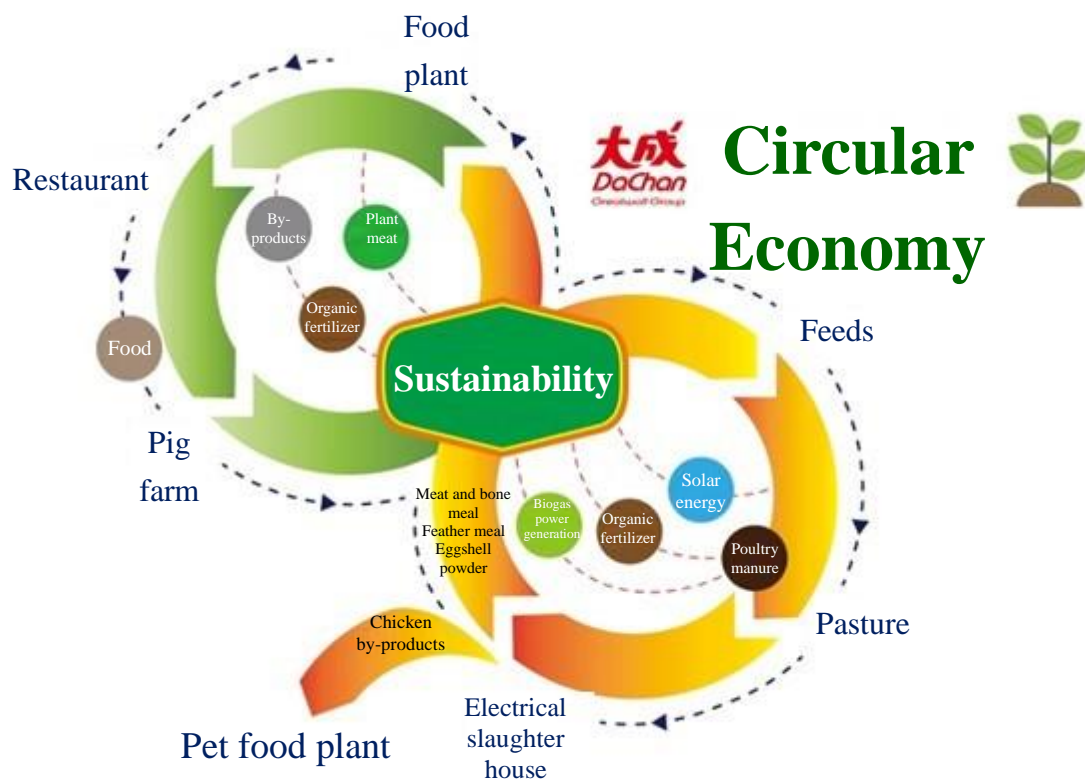 Food
plant
大成
DaChan
Greatwall Group
Circular
Economy
Restaurant
By-
products
Plant
meat
Organic
fertilizer
Food
Sustainability
Feeds
Pig
farm
Meat and bone
meal
Feather meal
Eggshell
powder
Biogas
power
generation
Organic
fertilizer
Solar
energy
Poultry
manure
Pasture
Chicken
by-products
Pet food plant
Electrical
slaughter
house